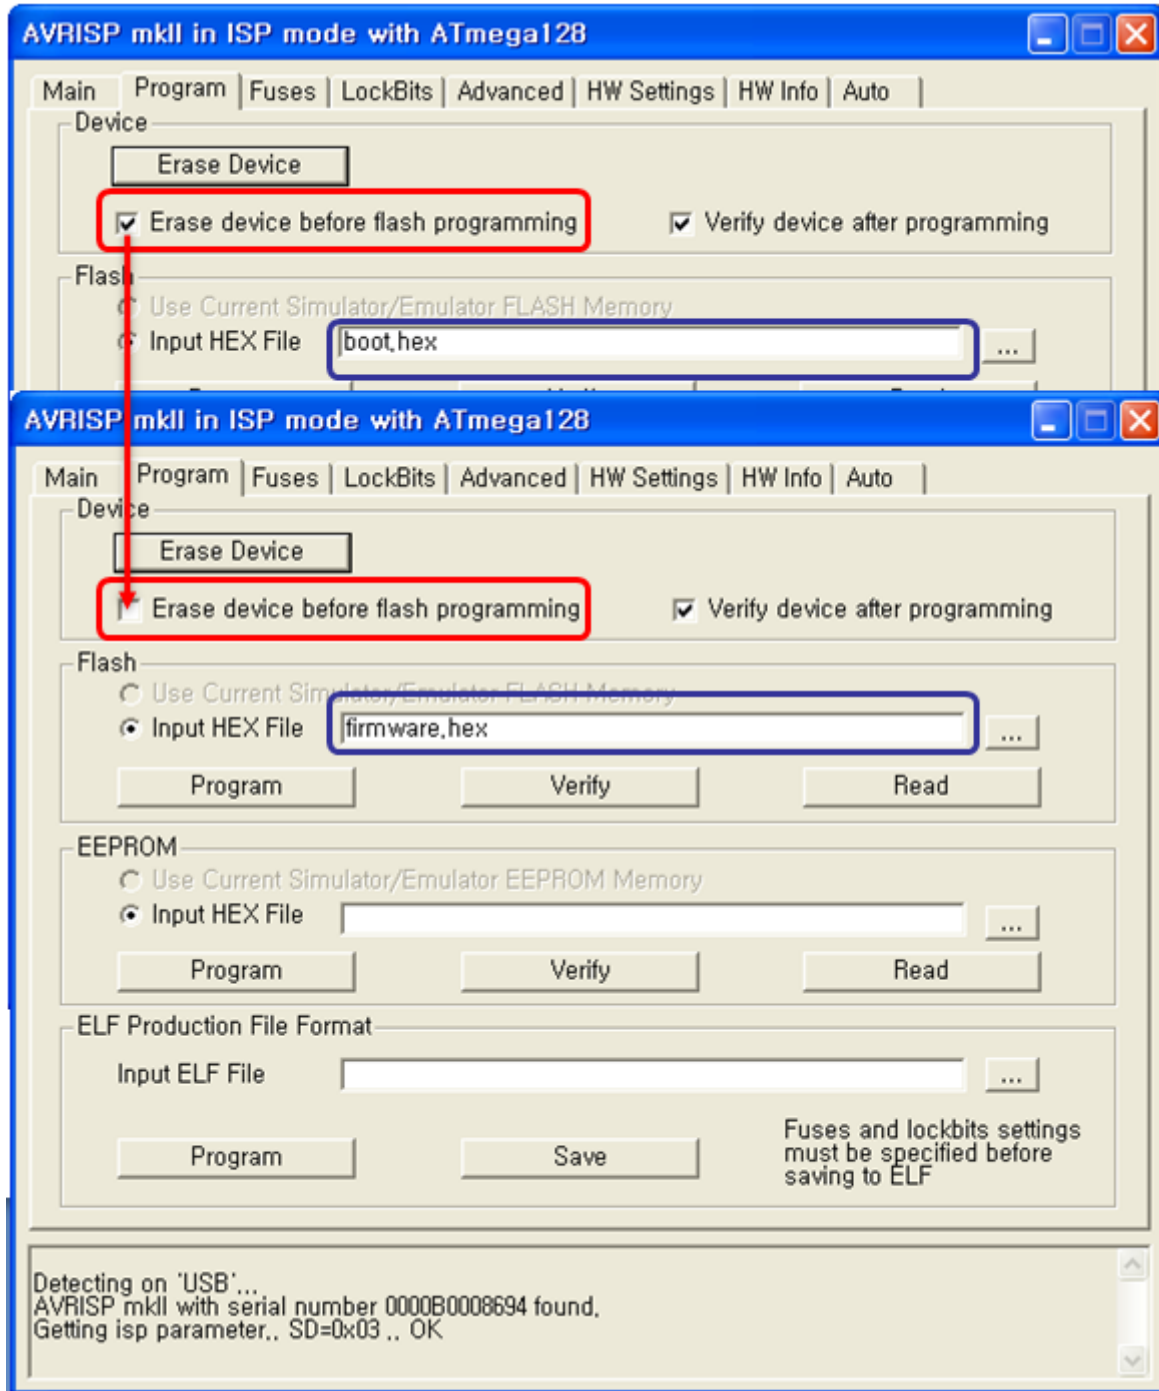 AVRISP mkII in ISP mode with ATmega128
Main Program Fuses LockBits Advanced HW Settings HW Info Auto
Device
Erase Device
Erase device before flash programming Verify device after programming
Flash
Use Current Simulator/Emulator FLASH Memory
Input HEX File boot.hex ...
AVRISP mkII in ISP mode with ATmega128
Main Program Fuses LockBits Advanced HW Settings HW Info Auto
Device
Erase Device
Erase device before flash programming Verify device after programming
Flash
Use Current Simulator/Emulator FLASH Memory
Input HEX File firmware.hex ...
Program Verify Read
EEPROM
Use Current Simulator/Emulator EEPROM Memory
Input HEX File ...
Program Verify Read
ELF Production File Format
Input ELF File ...
Program Save Fuses and lockbits settings
must be specified before
saving to ELF
Detecting on 'USB'...
AVRISP mkII with serial number 0000B0008694 found.
Getting isp parameter.. SD=0x03 .. OK